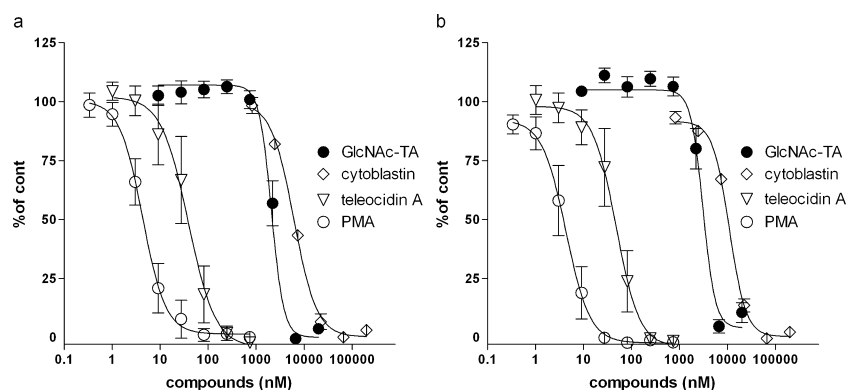 a
125
100
75
50
25
0
% of cont
0.1 1 10 100 1000 10000 100000
compounds (nM)
GlcNAc-TA
cytoblastin
teleocidin A
PMA
b
125
100
75
50
25
0
% of cont
0.1 1 10 100 1000 10000 100000
compounds (nM)
GlcNAc-TA
cytoblastin
teleocidin A
PMA